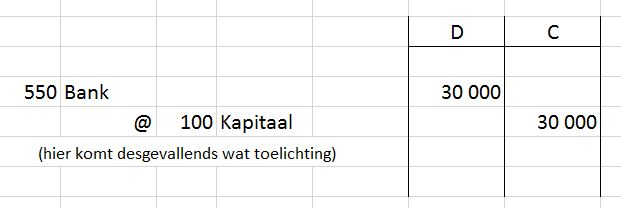 D C
550 Bank 30 000
@ 100 Kapitaal 30 000
(hier komt desgevallends wat toelichting)